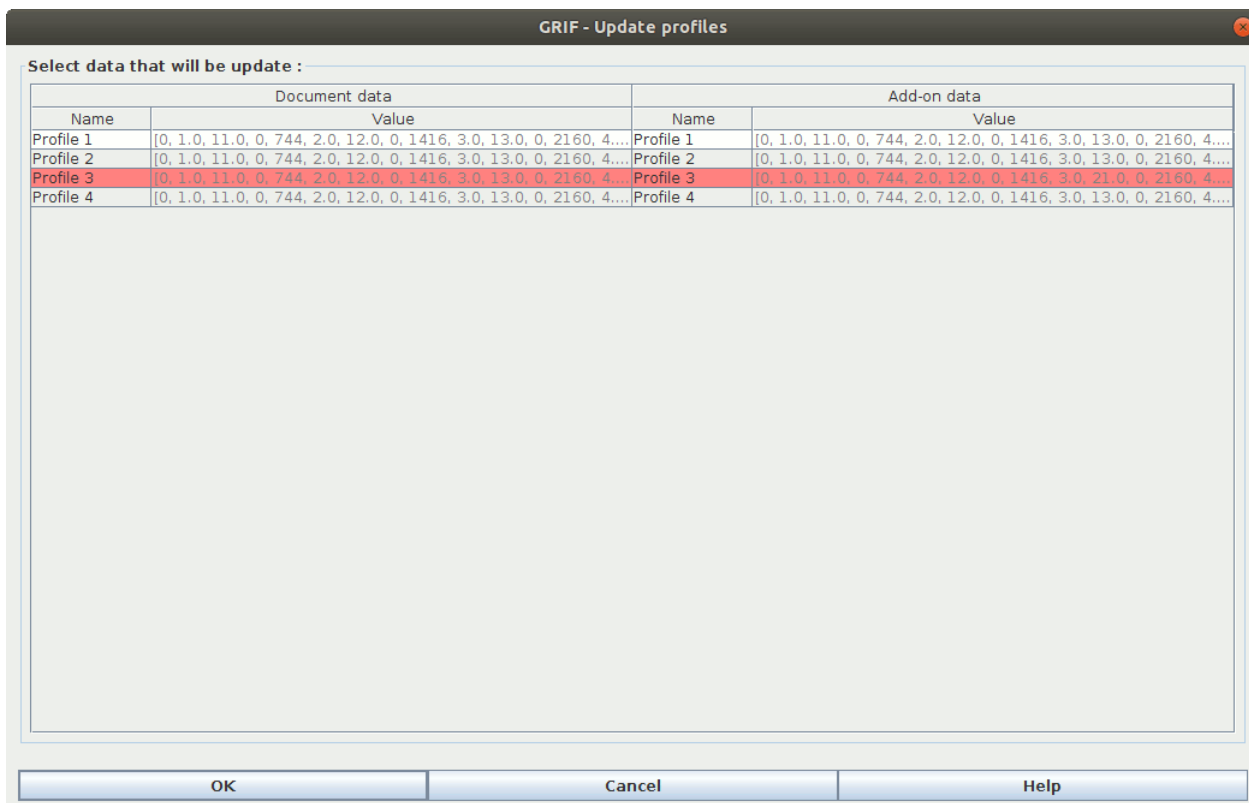 GRIF - Update profiles
Select data that will be update :
Document data Add-on data
Name Value Name Value
Profile 1 [0, 1.0, 11.0, 0, 744, 2.0, 12.0, 0, 1416, 3.0, 13.0, 0, 2160, 4.... Profile 1 [0, 1.0, 11.0, 0, 744, 2.0, 12.0, 0, 1416, 3.0, 13.0, 0, 2160, 4....
Profile 2 [0, 1.0, 11.0, 0, 744, 2.0, 12.0, 0, 1416, 3.0, 13.0, 0, 2160, 4.... Profile 2 [0, 1.0, 11.0, 0, 744, 2.0, 12.0, 0, 1416, 3.0, 13.0, 0, 2160, 4....
Profile 3 [0, 1.0, 11.0, 0, 744, 2.0, 12.0, 0, 1416, 3.0, 13.0, 0, 2160, 4.... Profile 3 [0, 1.0, 11.0, 0, 744, 2.0, 12.0, 0, 1416, 3.0, 21.0, 0, 2160, 4....
Profile 4 [0, 1.0, 11.0, 0, 744, 2.0, 12.0, 0, 1416, 3.0, 13.0, 0, 2160, 4.... Profile 4 [0, 1.0, 11.0, 0, 744, 2.0, 12.0, 0, 1416, 3.0, 13.0, 0, 2160, 4....
OK Cancel Help